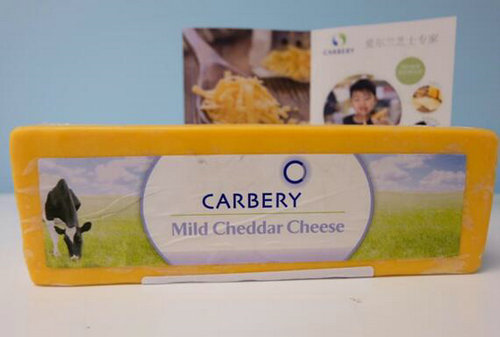 CARBERY
爱尔兰芝士专家
CARBERY
Mild Cheddar Cheese